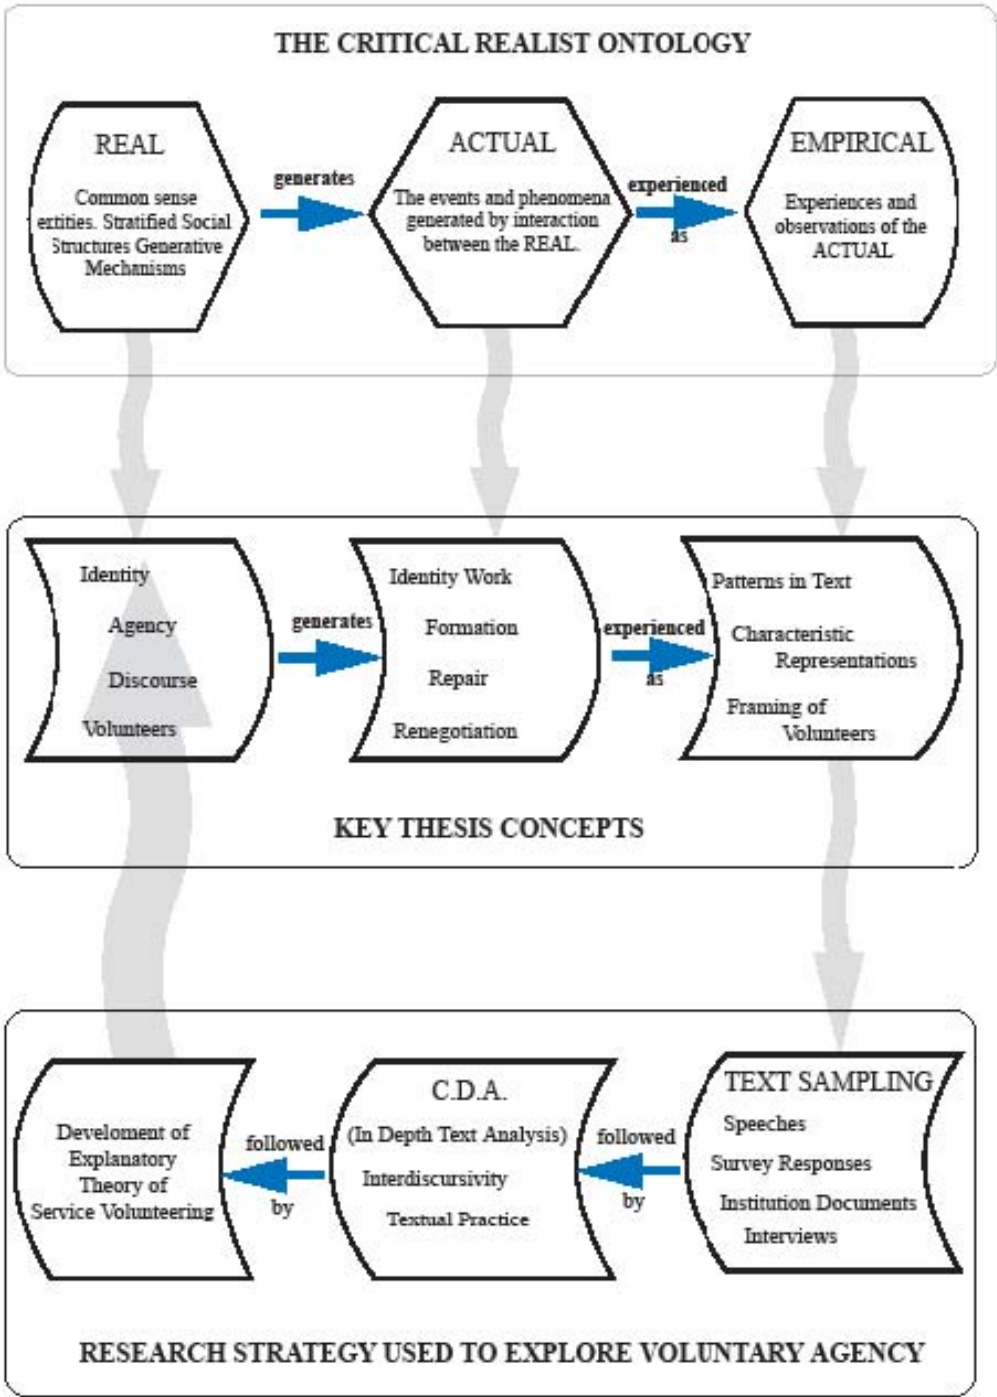 THE CRITICAL REALIST ONTOLOGY
REAL
Common sense
entities. Stratified Social
Structures Generative
Mechanisms
generates
ACTUAL
The events and phenomena
generated by interaction
between the REAL.
experienced
as
EMPIRICAL
Experiences and
observations of the
ACTUAL
Identity
Agency
Discourse
Volunteers
generates
Identity Work
Formation
Repair
Renegotiation
experienced
as
Patterns in Text
Characteristic
Representations
Framing of
Volunteers
KEY THESIS CONCEPTS
Develoment of
Explanatory
Theory of
Service Volunteering
followed
by
C.D.A.
(In Depth Text Analysis)
Interdiscursivity
Textual Practice
followed
by
TEXT SAMPLING
Speeches
Survey Responses
Institution Documents
Interviews
RESEARCH STRATEGY USED TO EXPLORE VOLUNTARY AGENCY